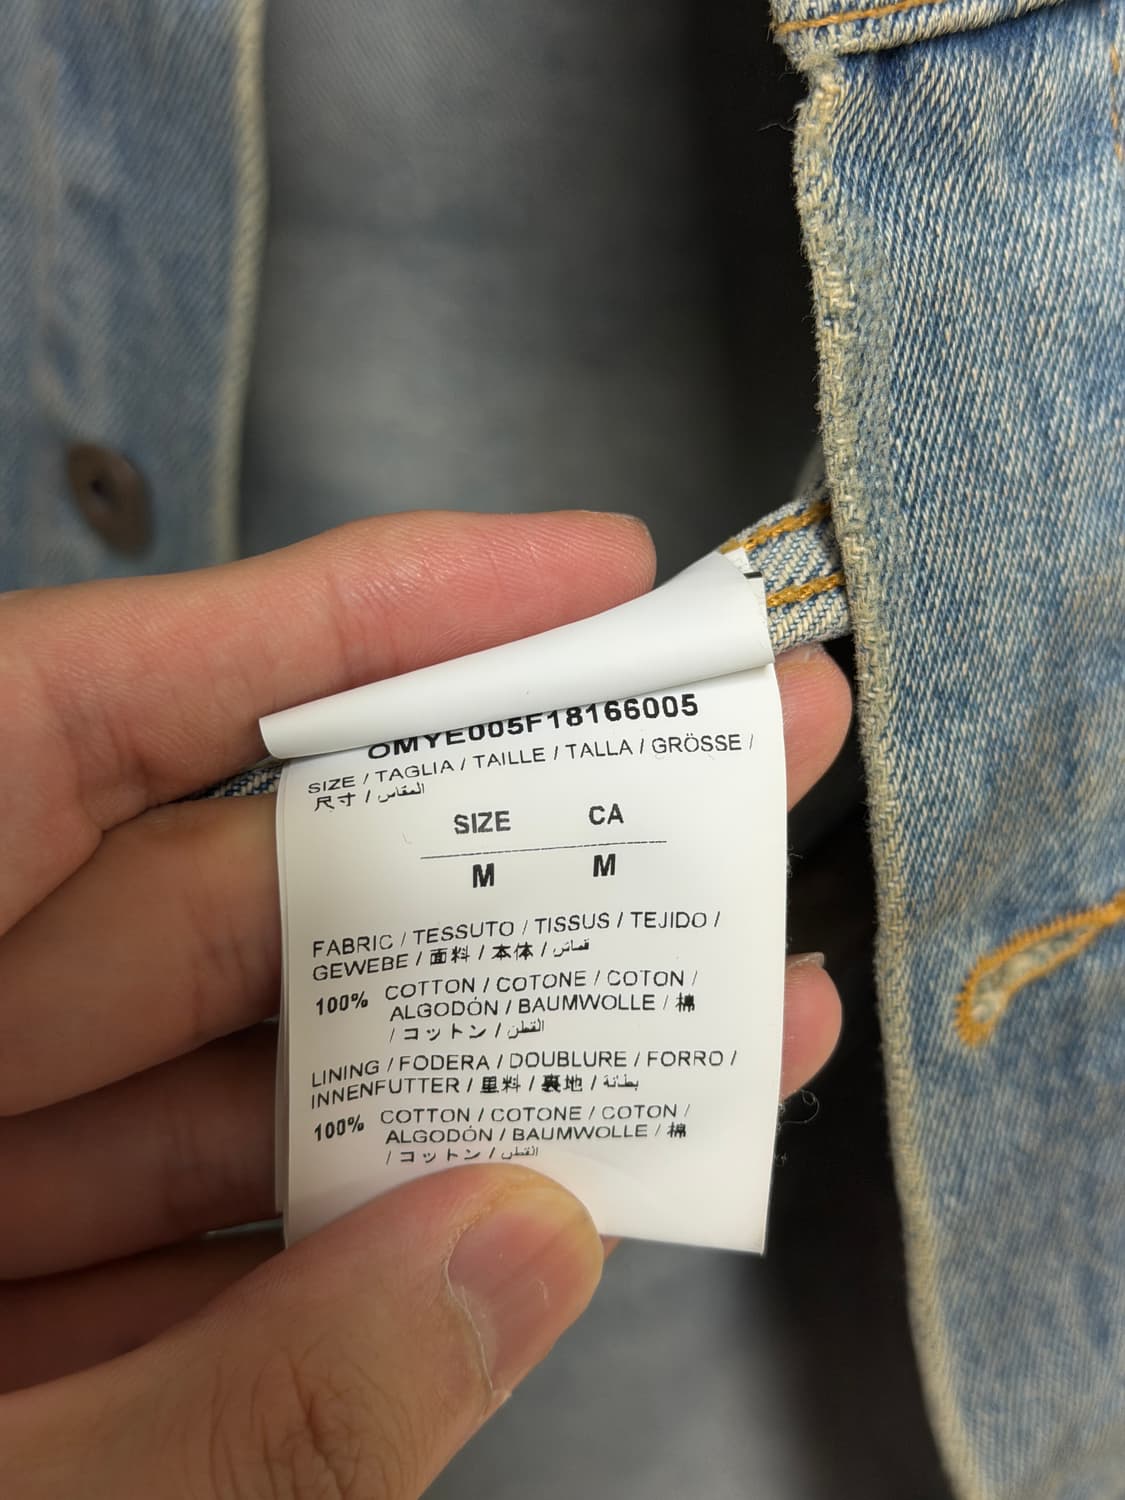 OMYE005F18166005
SIZE / TAGLIA / TAILLE / TALLA / GRÖSSE /
尺寸 / المقاس
SIZE CA
M M
FABRIC / TESSUTO / TISSUS / TEJIDO /
GEWEBE / 面料 / 本体 / قماش
100% COTTON / COTONE / COTON /
ALGODÓN / BAUMWOLLE / 棉
/ コットン / القطن
LINING / FODERA / DOUBLURE / FORRO /
INNENFUTTER / 里料 / 裏地 / بطانة
100% COTTON / COTONE / COTON /
ALGODÓN / BAUMWOLLE / 棉
/ コットン / القطن